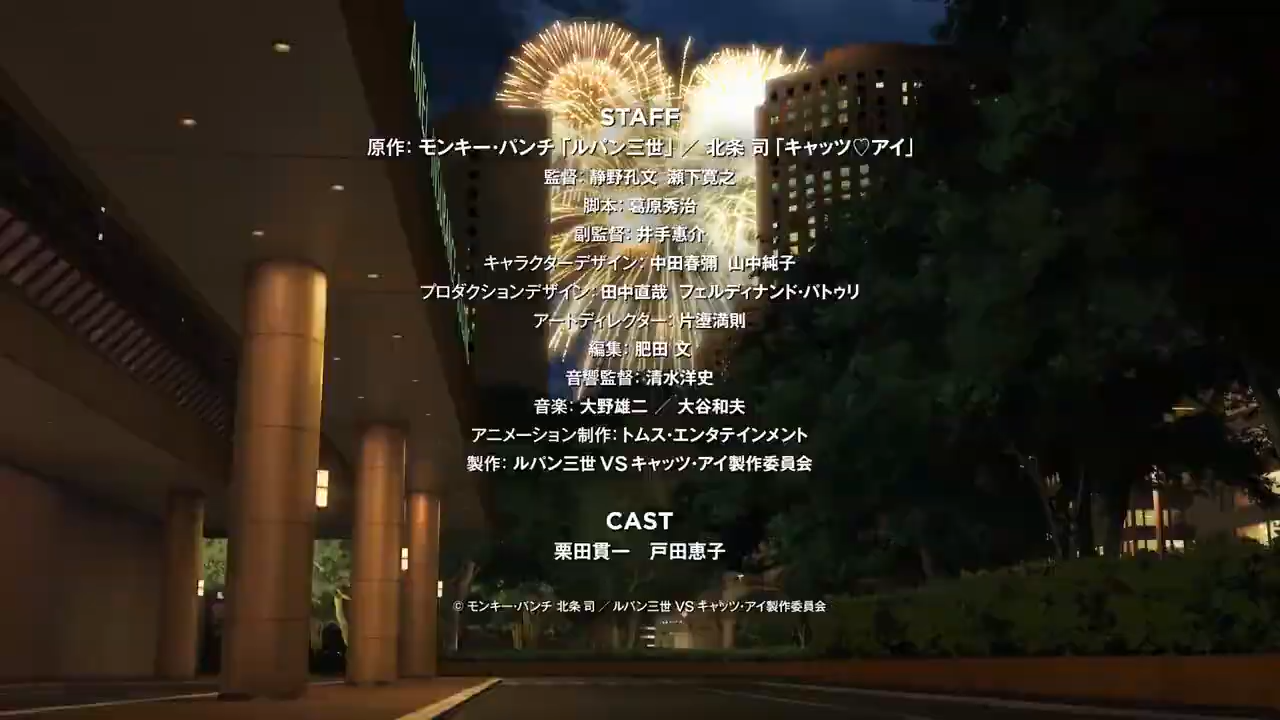 STAFF
原作: モンキー・パンチ「ルパン三世」／ 北条 司「キャッツ♡アイ」
監督: 静野孔文 瀬下寛之
脚本: 葛原秀治
副監督: 井手惠介
キャラクターデザイン: 中田春彌 山中純子
プロダクションデザイン: 田中直哉 フェルディナンド・パトゥリ
アートディレクター: 片塰満則
編集: 肥田 文
音響監督: 清水洋史
音楽: 大野雄二 ／ 大谷和夫
アニメーション制作: トムス・エンタテインメント
製作: ルパン三世 VS キャッツ・アイ製作委員会
CAST
栗田貫一 戸田恵子
© モンキー・パンチ 北条 司 ／ ルパン三世 VS キャッツ・アイ製作委員会